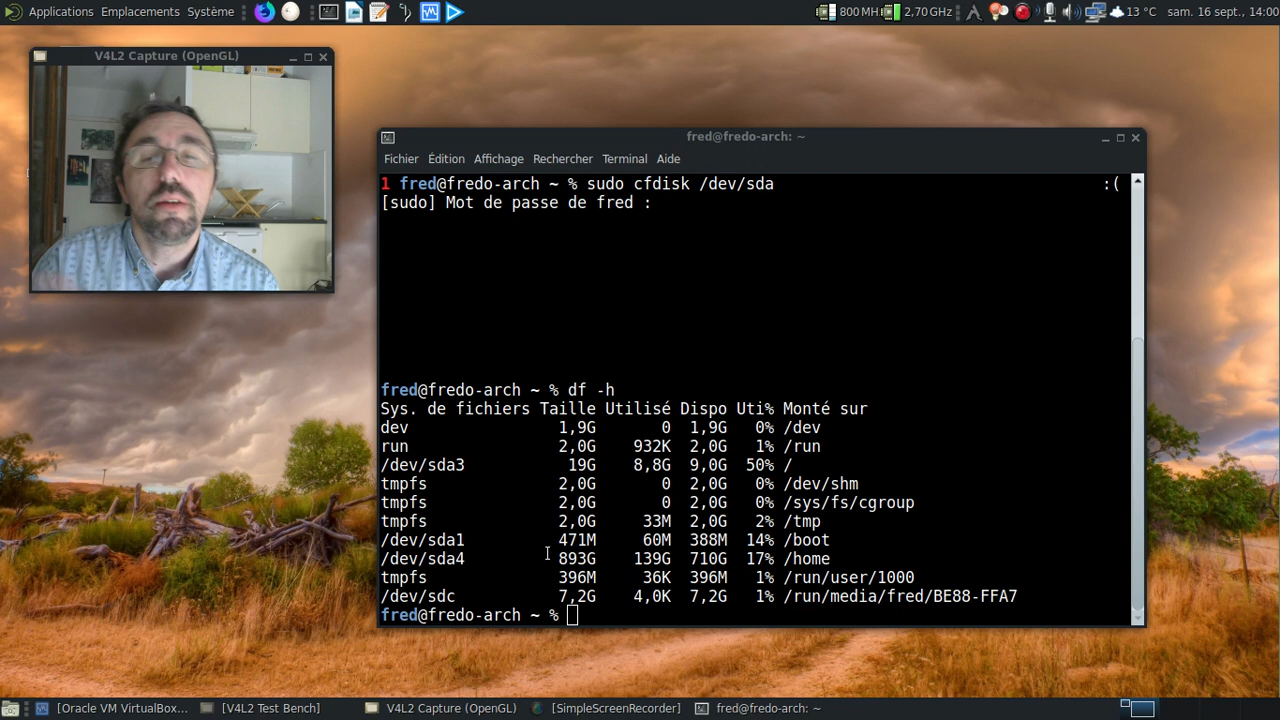 Applications Emplacements Système
800 MH 2,70 GHz 13 °C sam. 16 sept., 14:00
V4L2 Capture (OpenGL)
fred@fredo-arch: ~
Fichier Édition Affichage Rechercher Terminal Aide
1 fred@fredo-arch ~ % sudo cfdisk /dev/sda :(
[sudo] Mot de passe de fred :
fred@fredo-arch ~ % df -h
Sys. de fichiers Taille Utilisé Dispo Uti% Monté sur
dev 1,9G 0 1,9G 0% /dev
run 2,0G 932K 2,0G 1% /run
/dev/sda3 19G 8,8G 9,0G 50% /
tmpfs 2,0G 0 2,0G 0% /dev/shm
tmpfs 2,0G 0 2,0G 0% /sys/fs/cgroup
tmpfs 2,0G 33M 2,0G 2% /tmp
/dev/sda1 471M 60M 388M 14% /boot
/dev/sda4 893G 139G 710G 17% /home
tmpfs 396M 36K 396M 1% /run/user/1000
/dev/sdc 7,2G 4,0K 7,2G 1% /run/media/fred/BE88-FFA7
fred@fredo-arch ~ %
[Oracle VM VirtualBox... [V4L2 Test Bench] V4L2 Capture (OpenGL) [SimpleScreenRecorder] fred@fredo-arch: ~